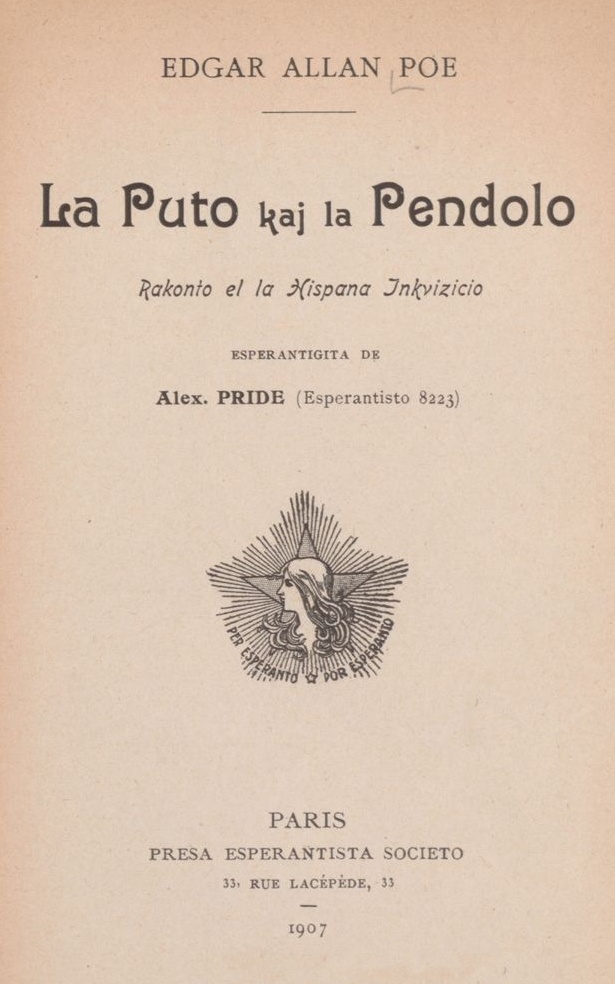 EDGAR ALLAN POE
La Puto kaj la Pendolo
Rakonto el la Hispana Inkvizicio
ESPERANTIGITA DE
Alex. PRIDE (Esperantisto 8223)
PER ESPERANTO ☆ POR ESPERANTO
PARIS
PRESA ESPERANTISTA SOCIETO
33, RUE LACÉPÈDE, 33
1907